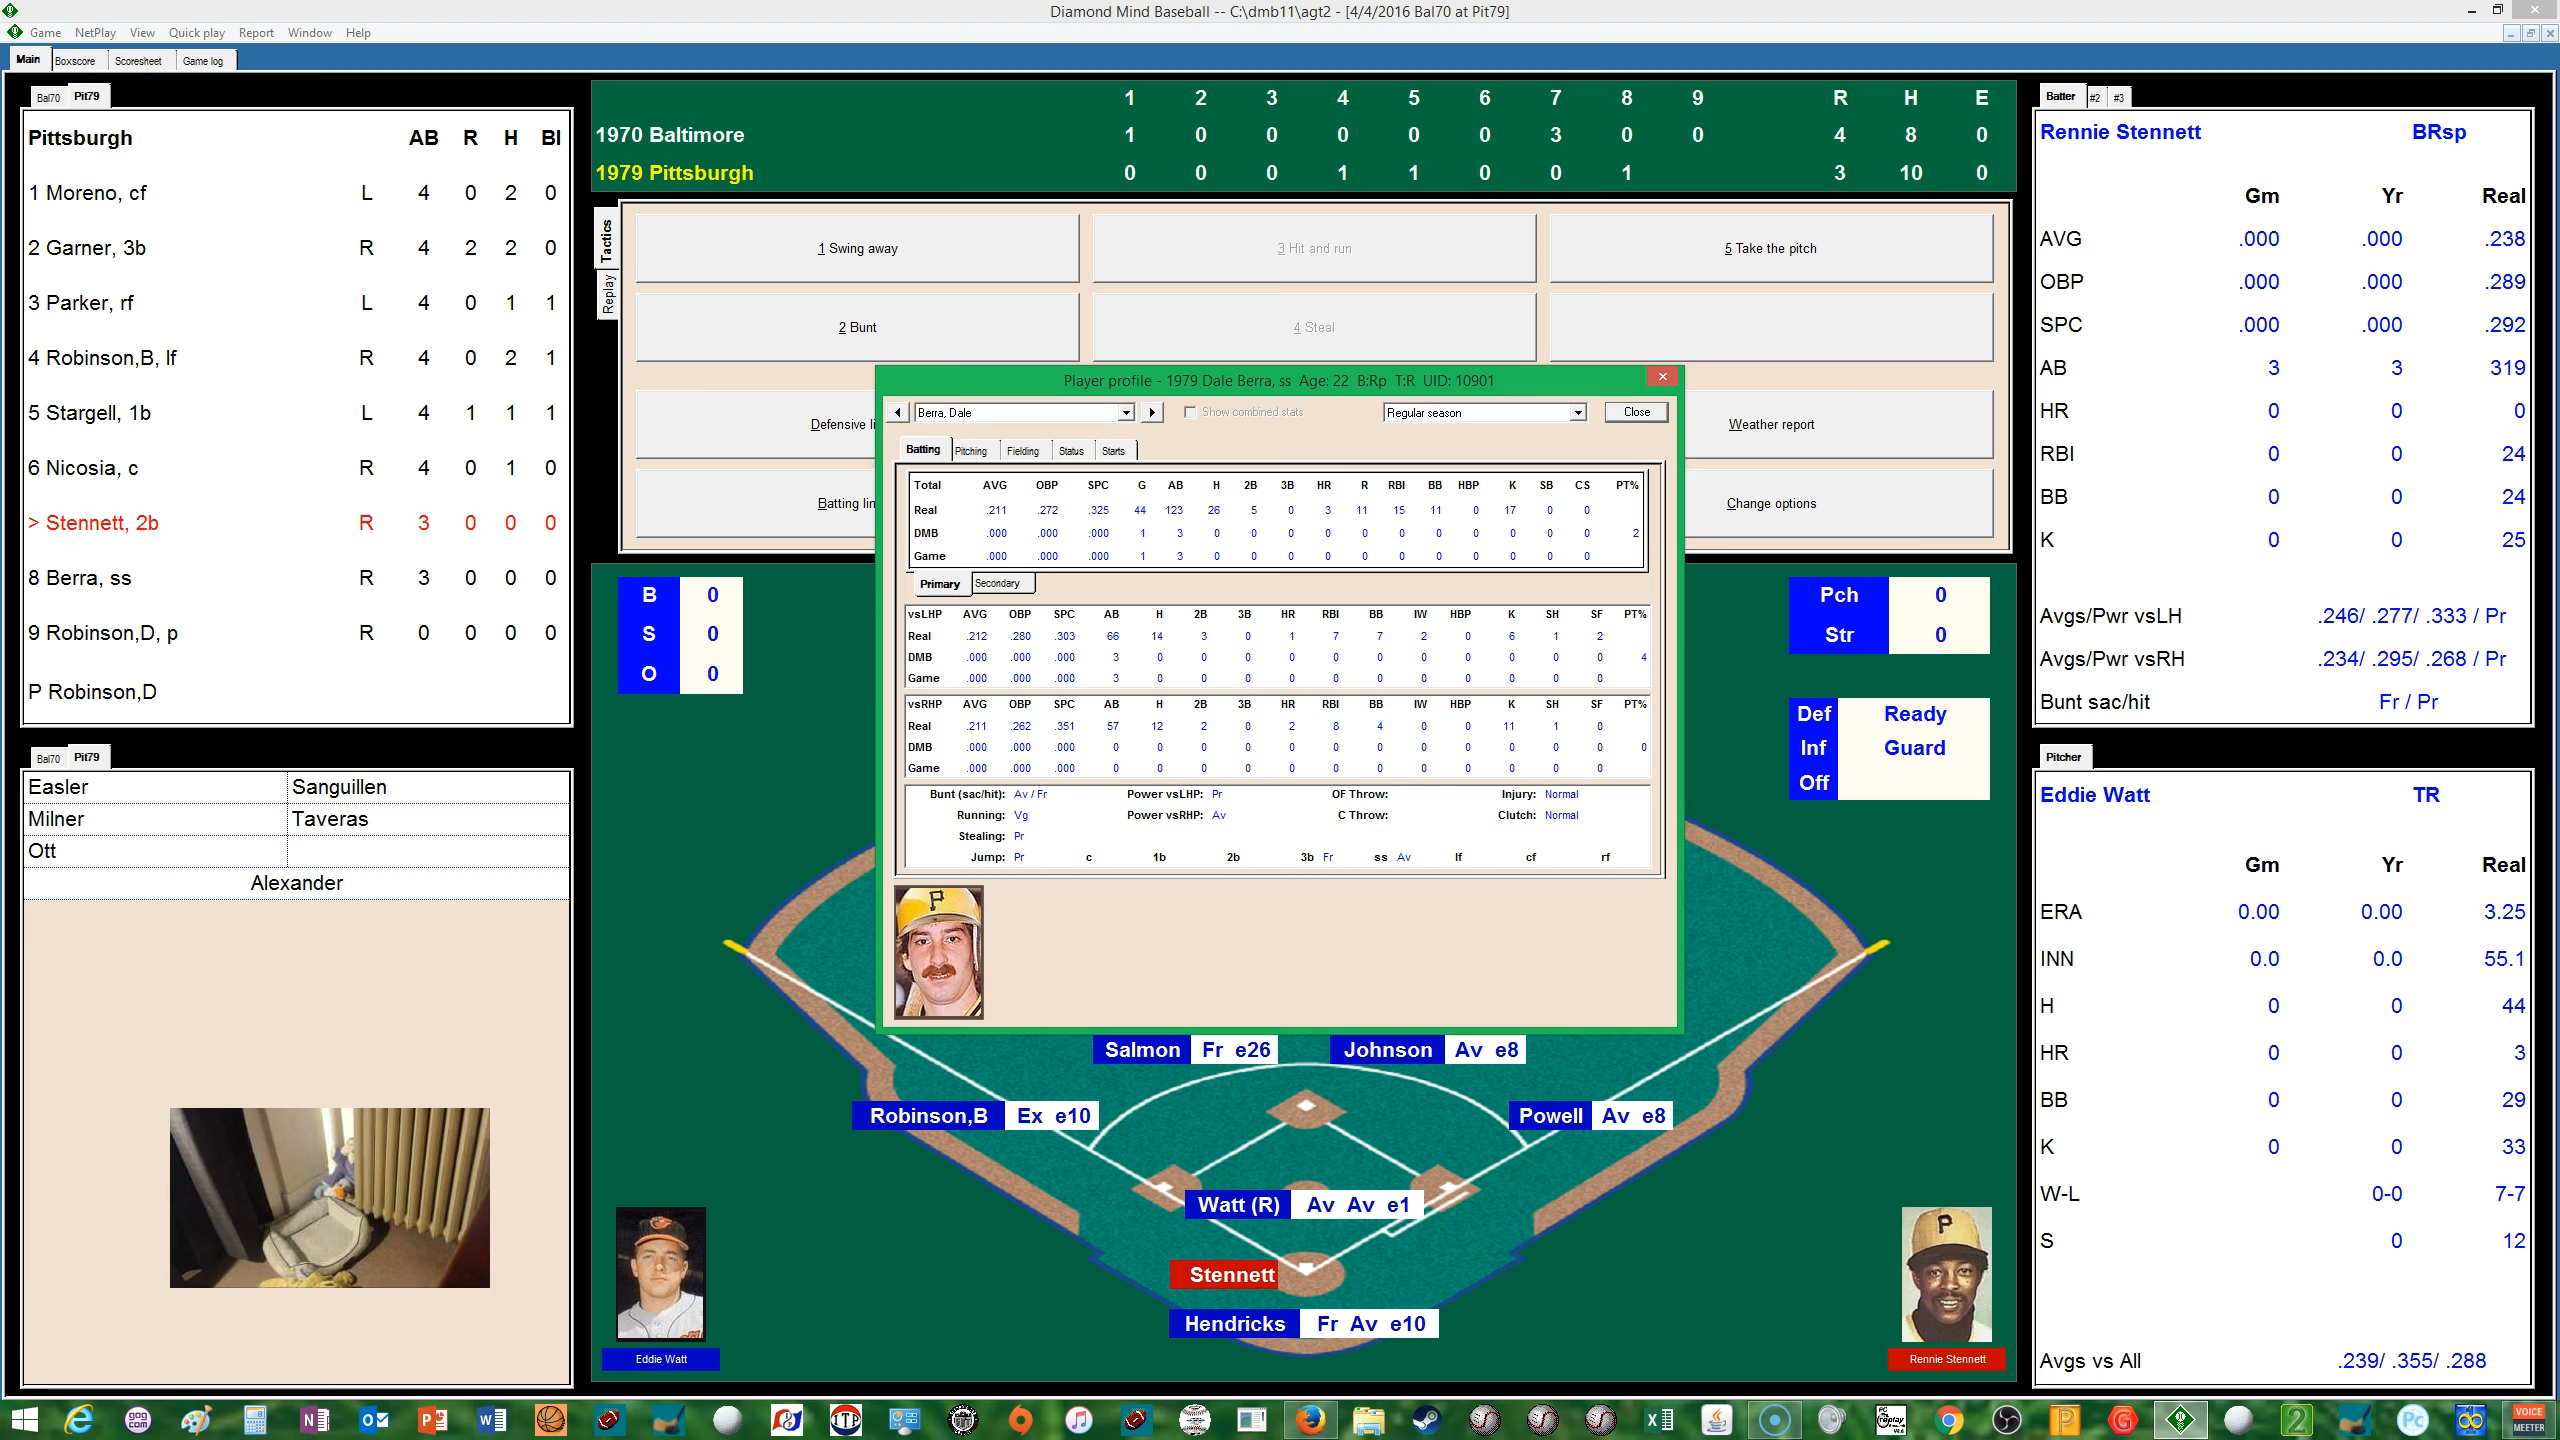 Diamond Mind Baseball -- C:\dmb11\agt2 - [4/4/2016 Bal70 at Pit79]
Game NetPlay View Quick play Report Window Help
Main Boxscore Scoresheet Game log
Bal70 Pit79
Pittsburgh AB R H BI
1 Moreno, cf L 4 0 2 0
2 Garner, 3b R 4 2 2 0
3 Parker, rf L 4 0 1 1
4 Robinson,B, lf R 4 0 2 1
5 Stargell, 1b L 4 1 1 1
6 Nicosia, c R 4 0 1 0
> Stennett, 2b R 3 0 0 0
8 Berra, ss R 3 0 0 0
9 Robinson,D, p R 0 0 0 0
P Robinson,D
Bal70 Pit79
Easler Sanguillen
Milner Taveras
Ott
Alexander
1 2 3 4 5 6 7 8 9 R H E
1970 Baltimore 1 0 0 0 0 0 3 0 0 4 8 0
1979 Pittsburgh 0 0 0 1 1 0 0 1 3 10 0
Tactics
Replay
1 Swing away 3 Hit and run 5 Take the pitch
2 Bunt 4 Steal
Defensive li Weather report
Batting lin Change options
Player profile - 1979 Dale Berra, ss Age: 22 B:Rp T:R UID: 10901
Berra, Dale Show combined stats Regular season Close
Batting Pitching Fielding Status Starts
Total AVG OBP SPC G AB H 2B 3B HR R RBI BB HBP K SB CS PT%
Real .211 .272 .325 44 123 26 5 0 3 11 15 11 0 17 0 0
DMB .000 .000 .000 1 3 0 0 0 0 0 0 0 0 0 0 0 2
Game .000 .000 .000 1 3 0 0 0 0 0 0 0 0 0 0 0
Primary Secondary
vsLHP AVG OBP SPC AB H 2B 3B HR RBI BB IW HBP K SH SF PT%
Real .212 .280 .303 66 14 3 0 1 7 7 2 0 6 1 2
DMB .000 .000 .000 3 0 0 0 0 0 0 0 0 0 0 0 4
Game .000 .000 .000 3 0 0 0 0 0 0 0 0 0 0 0
vsRHP AVG OBP SPC AB H 2B 3B HR RBI BB IW HBP K SH SF PT%
Real .211 .262 .351 57 12 2 0 2 8 4 0 0 11 1 0
DMB .000 .000 .000 0 0 0 0 0 0 0 0 0 0 0 0 0
Game .000 .000 .000 0 0 0 0 0 0 0 0 0 0 0 0
Bunt (sac/hit): Av / Fr Power vsLHP: Pr OF Throw: Injury: Normal
Running: Vg Power vsRHP: Av C Throw: Clutch: Normal
Stealing: Pr
Jump: Pr c 1b 2b 3b Fr ss Av lf cf rf
B 0
S 0
O 0
Pch 0
Str 0
Def Ready
Inf Guard
Off
Salmon Fr e26 Johnson Av e8
Robinson,B Ex e10 Powell Av e8
Watt (R) Av Av e1
Stennett
Hendricks Fr Av e10
Eddie Watt
Rennie Stennett
Batter #2 #3
Rennie Stennett BRsp
Gm Yr Real
AVG .000 .000 .238
OBP .000 .000 .289
SPC .000 .000 .292
AB 3 3 319
HR 0 0 0
RBI 0 0 24
BB 0 0 24
K 0 0 25
Avgs/Pwr vsLH .246/ .277/ .333 / Pr
Avgs/Pwr vsRH .234/ .295/ .268 / Pr
Bunt sac/hit Fr / Pr
Pitcher
Eddie Watt TR
Gm Yr Real
ERA 0.00 0.00 3.25
INN 0.0 0.0 55.1
H 0 0 44
HR 0 0 3
BB 0 0 29
K 0 0 33
W-L 0-0 7-7
S 0 12
Avgs vs All .239/ .355/ .288
VOICE
MEETER